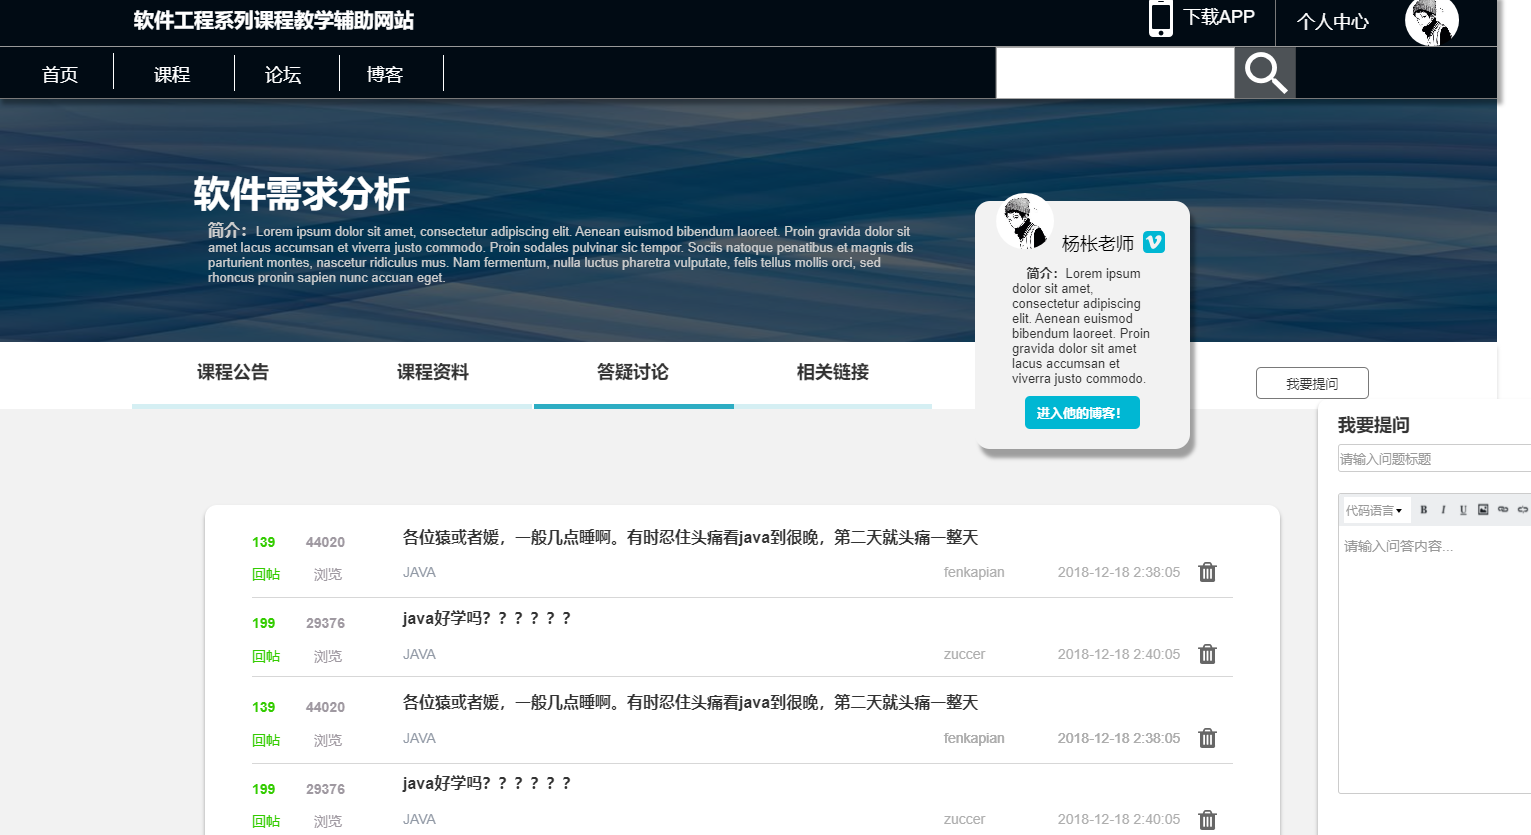 软件工程系列课程教学辅助网站
下载APP
个人中心
首页
课程
论坛
博客
软件需求分析
简介：Lorem ipsum dolor sit amet, consectetur adipiscing elit. Aenean euismod bibendum laoreet. Proin gravida dolor sit
amet lacus accumsan et viverra justo commodo. Proin sodales pulvinar sic tempor. Sociis natoque penatibus et magnis dis
parturient montes, nascetur ridiculus mus. Nam fermentum, nulla luctus pharetra vulputate, felis tellus mollis orci, sed
rhoncus pronin sapien nunc accuan eget.
杨枨老师
简介：Lorem ipsum
dolor sit amet,
consectetur adipiscing
elit. Aenean euismod
bibendum laoreet. Proin
gravida dolor sit amet
lacus accumsan et
viverra justo commodo.
进入他的博客！
课程公告
课程资料
答疑讨论
相关链接
我要提问
我要提问
请输入问题标题
代码语言
B I U
请输入问答内容...
139 44020 各位猿或者媛，一般几点睡啊。有时忍住头痛看java到很晚，第二天就头痛一整天
回帖 浏览 JAVA fenkapian 2018-12-18 2:38:05
199 29376 java好学吗？？？？？？
回帖 浏览 JAVA zuccer 2018-12-18 2:40:05
139 44020 各位猿或者媛，一般几点睡啊。有时忍住头痛看java到很晚，第二天就头痛一整天
回帖 浏览 JAVA fenkapian 2018-12-18 2:38:05
199 29376 java好学吗？？？？？？
回帖 浏览 JAVA zuccer 2018-12-18 2:40:05